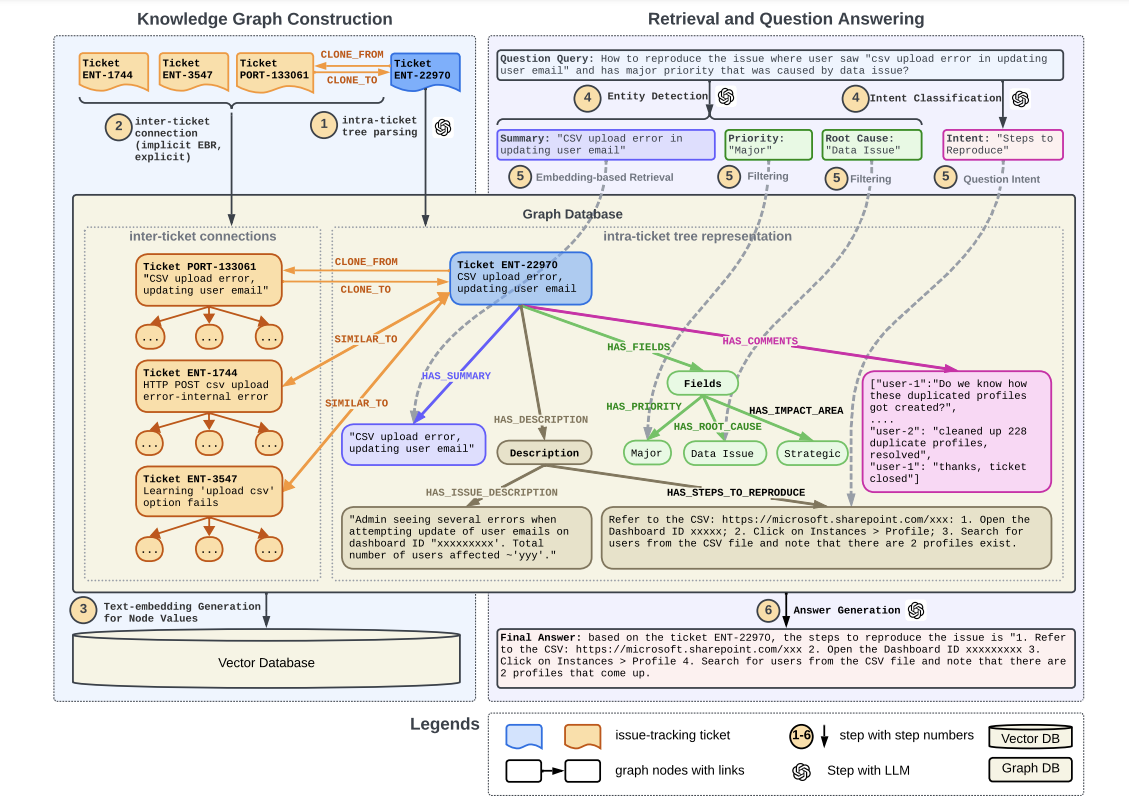 Knowledge Graph Construction
Retrieval and Question Answering
Ticket
ENT-1744
Ticket
ENT-3547
Ticket
PORT-133061
CLONE_FROM
CLONE_TO
Ticket
ENT-22970
2
inter-ticket
connection
(implicit EBR,
explicit)
1
intra-ticket
tree parsing
Question Query: How to reproduce the issue where user saw "csv upload error in updating
user email" and has major priority that was caused by data issue?
4
Entity Detection
4
Intent Classification
Summary: "CSV upload error in
updating user email"
Priority:
"Major"
Root Cause:
"Data Issue"
Intent: "Steps to
Reproduce"
5
Embedding-based Retrieval
5
Filtering
5
Filtering
5
Question Intent
Graph Database
inter-ticket connections
intra-ticket tree representation
Ticket PORT-133061
"CSV upload error,
updating user email"
...
...
...
Ticket ENT-1744
HTTP POST csv upload
error-internal error
...
...
...
Ticket ENT-3547
Learning 'upload csv'
option fails
...
...
...
CLONE_FROM
CLONE_TO
SIMILAR_TO
SIMILAR_TO
Ticket ENT-22970
CSV upload error,
updating user email
HAS_SUMMARY
HAS_DESCRIPTION
HAS_FIELDS
HAS_COMMENTS
Fields
HAS_PRIORITY
HAS_ROOT_CAUSE
HAS_IMPACT_AREA
"CSV upload error,
updating user email"
Description
Major
Data Issue
Strategic
["user-1":"Do we know how
these duplicated profiles
got created?",
....
"user-2": "cleaned up 228
duplicate profiles,
resolved",
"user-1": "thanks, ticket
closed"]
HAS_ISSUE_DESCRIPTION
HAS_STEPS_TO_REPRODUCE
"Admin seeing several errors when
attempting update of user emails on
dashboard ID "xxxxxxxxx'. Total
number of users affected ~'yyy'."
Refer to the CSV: https://microsoft.sharepoint.com/xxx: 1. Open the
Dashboard ID xxxxx; 2. Click on Instances > Profile; 3. Search for
users from the CSV file and note that there are 2 profiles exist.
3
Text-embedding Generation
for Node Values
Vector Database
6
Answer Generation
Final Answer: based on the ticket ENT-22970, the steps to reproduce the issue is "1. Refer
to the CSV: https://microsoft.sharepoint.com/xxx 2. Open the Dashboard ID xxxxxxxxx 3.
Click on Instances > Profile 4. Search for users from the CSV file and note that there are
2 profiles that come up.
Legends
issue-tracking ticket
1-6
step with step numbers
Vector DB
graph nodes with links
Step with LLM
Graph DB